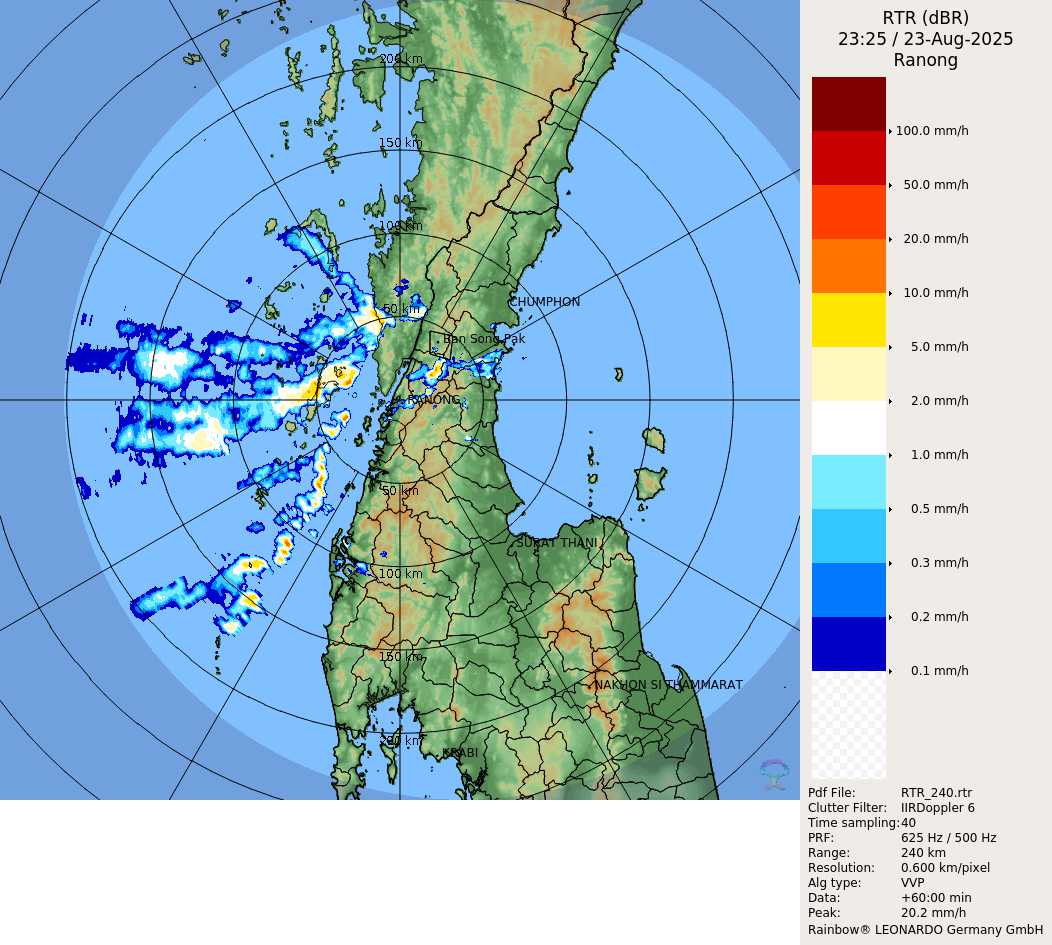 RTR (dBR)
23:25 / 23-Aug-2025
Ranong
100.0 mm/h
50.0 mm/h
20.0 mm/h
10.0 mm/h
5.0 mm/h
2.0 mm/h
1.0 mm/h
0.5 mm/h
0.3 mm/h
0.2 mm/h
0.1 mm/h
Pdf File: RTR_240.rtr
Clutter Filter: IIRDoppler 6
Time sampling:40
PRF: 625 Hz / 500 Hz
Range: 240 km
Resolution: 0.600 km/pixel
Alg type: VVP
Data: +60:00 min
Peak: 20.2 mm/h
Rainbow® LEONARDO Germany GmbH
200 km
150 km
100 km
CHUMPHON
50 km
Ban Song Pak
RANONG
50 km
SURAT THANI
100 km
150 km
NAKHON SI THAMMARAT
200 km
KRABI